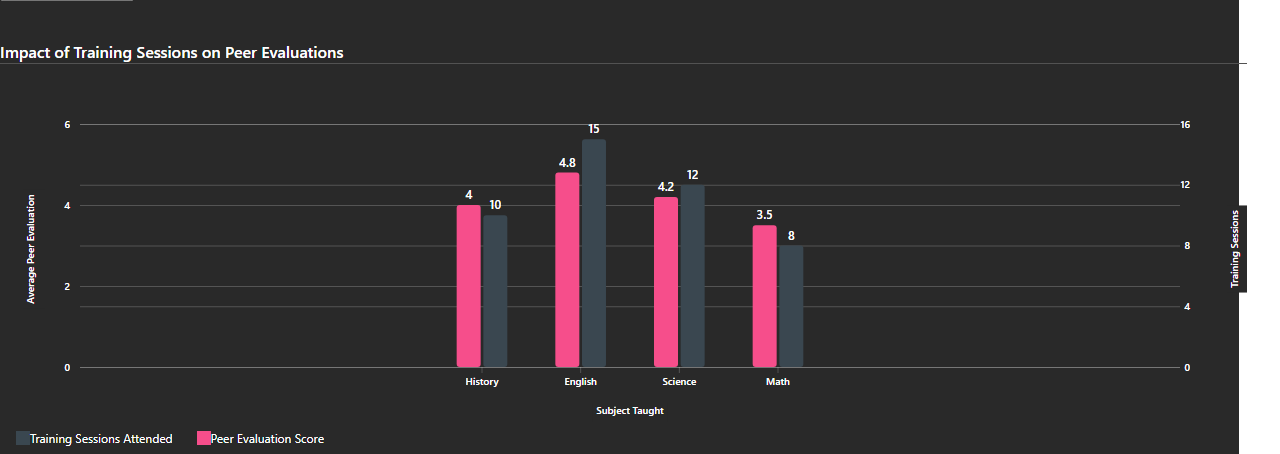 Impact of Training Sessions on Peer Evaluations
6
16
15
4.8
12
4.2
12
4
10
3.5
4
8
8
2
4
0
0
Average Peer Evaluation
Training Sessions
History
English
Science
Math
Subject Taught
Training Sessions Attended
Peer Evaluation Score